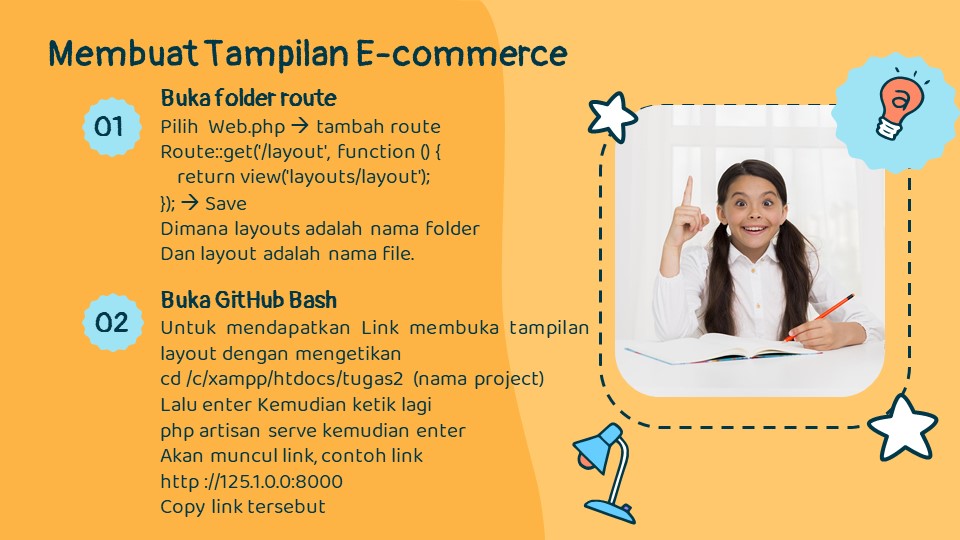 Membuat Tampilan E-commerce
01
Buka folder route
Pilih Web.php → tambah route
Route::get('/layout', function () {
return view('layouts/layout');
}); → Save
Dimana layouts adalah nama folder
Dan layout adalah nama file.
02
Buka GitHub Bash
Untuk mendapatkan Link membuka tampilan
layout dengan mengetikan
cd /c/xampp/htdocs/tugas2 (nama project)
Lalu enter Kemudian ketik lagi
php artisan serve kemudian enter
Akan muncul link, contoh link
http ://125.1.0.0:8000
Copy link tersebut